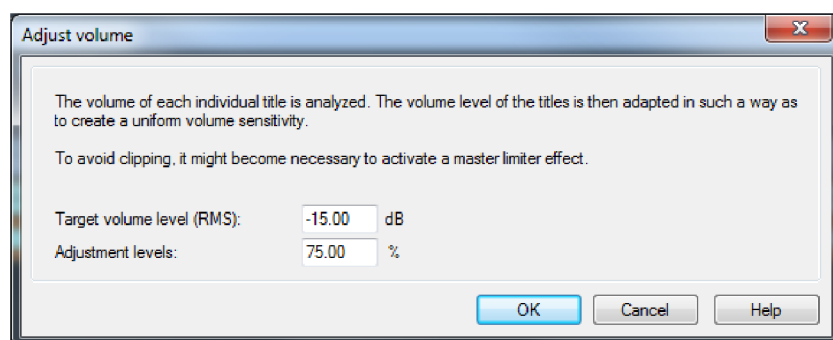 Adjust volume
The volume of each individual title is analyzed. The volume level of the titles is then adapted in such a way as
to create a uniform volume sensitivity.
To avoid clipping, it might become necessary to activate a master limiter effect.
Target volume level (RMS): -15.00 dB
Adjustment levels: 75.00 %
OK Cancel Help